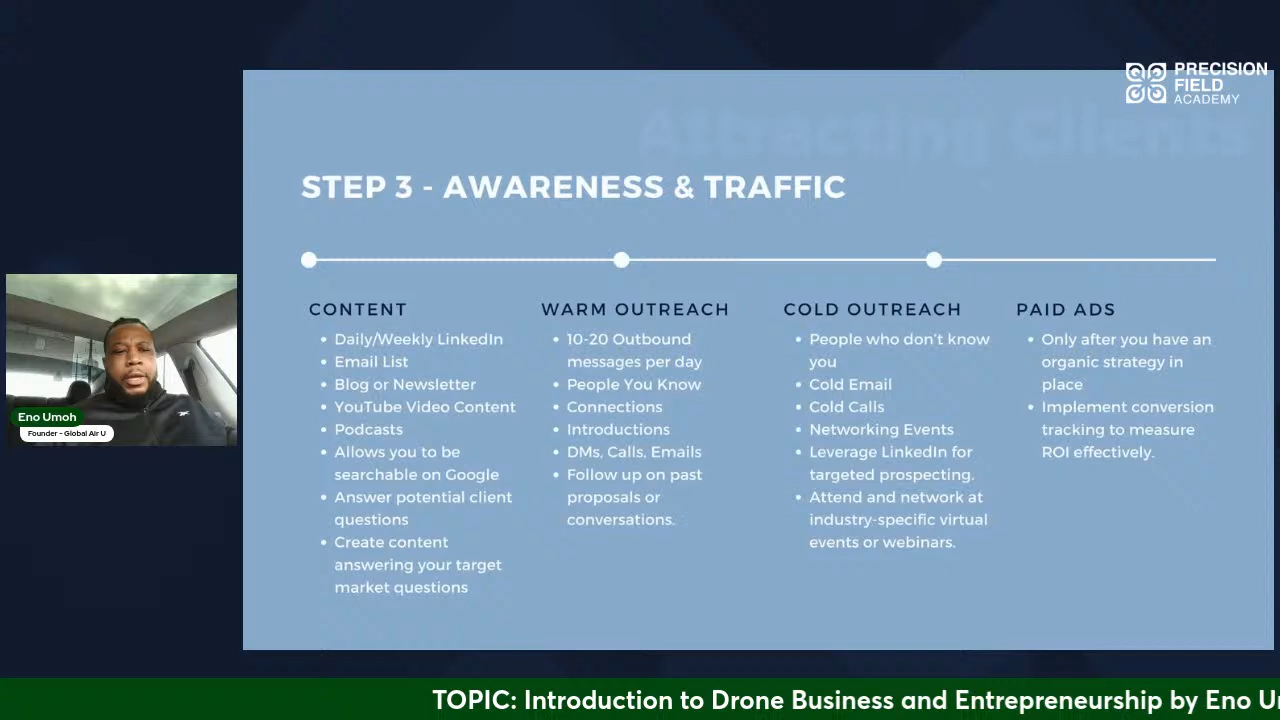 PRECISION
FIELD
ACADEMY
Attracting Clients
STEP 3 - AWARENESS & TRAFFIC
CONTENT
• Daily/Weekly LinkedIn
• Email List
• Blog or Newsletter
• YouTube Video Content
• Podcasts
• Allows you to be
searchable on Google
• Answer potential client
questions
• Create content
answering your target
market questions
WARM OUTREACH
• 10-20 Outbound
messages per day
• People You Know
• Connections
• Introductions
• DMs, Calls, Emails
• Follow up on past
proposals or
conversations.
COLD OUTREACH
• People who don't know
you
• Cold Email
• Cold Calls
• Networking Events
• Leverage LinkedIn for
targeted prospecting.
• Attend and network at
industry-specific virtual
events or webinars.
PAID ADS
• Only after you have an
organic strategy in
place
• Implement conversion
tracking to measure
ROI effectively.
Eno Umoh
Founder - Global Air U
TOPIC: Introduction to Drone Business and Entrepreneurship by Eno U